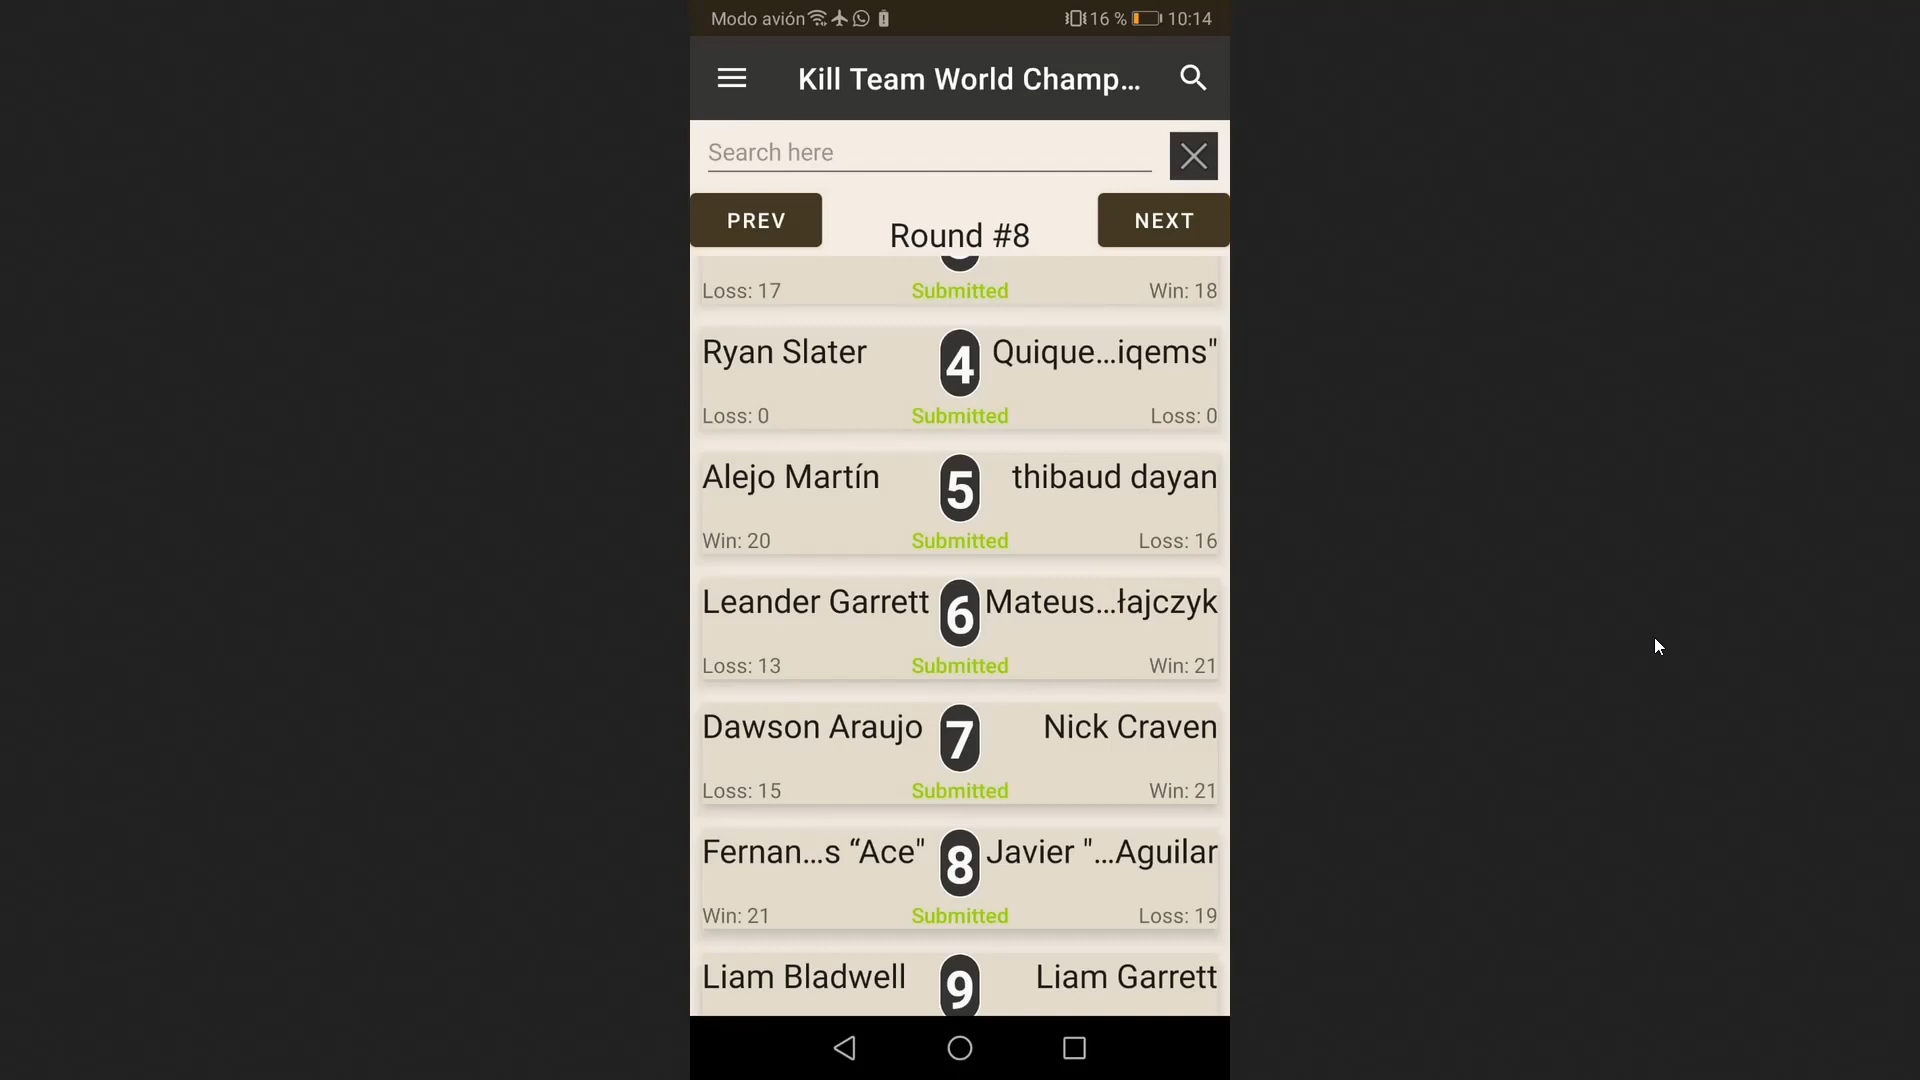 Modo avión 16 % 10:14
Kill Team World Champ...
Search here
PREV Round #8 NEXT
Loss: 17 Submitted Win: 18
Ryan Slater 4 Quique...iqems"
Loss: 0 Submitted Loss: 0
Alejo Martín 5 thibaud dayan
Win: 20 Submitted Loss: 16
Leander Garrett 6 Mateus...łajczyk
Loss: 13 Submitted Win: 21
Dawson Araujo 7 Nick Craven
Loss: 15 Submitted Win: 21
Fernan...s “Ace" 8 Javier "...Aguilar
Win: 21 Submitted Loss: 19
Liam Bladwell 9 Liam Garrett